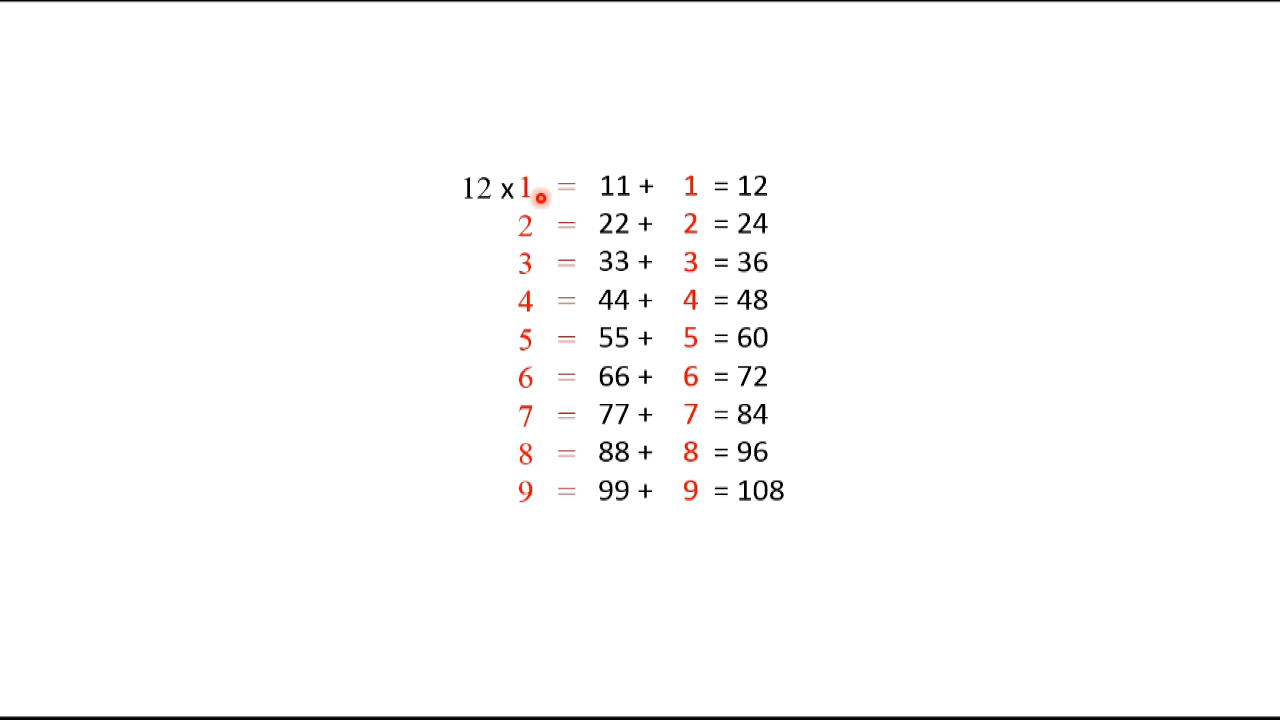 12 x 1 = 11 + 1 = 12
2 = 22 + 2 = 24
3 = 33 + 3 = 36
4 = 44 + 4 = 48
5 = 55 + 5 = 60
6 = 66 + 6 = 72
7 = 77 + 7 = 84
8 = 88 + 8 = 96
9 = 99 + 9 = 108